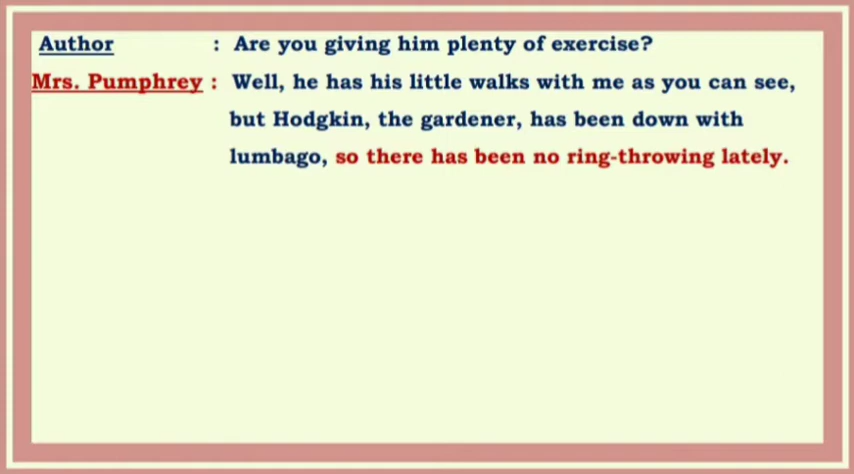 Author : Are you giving him plenty of exercise?
Mrs. Pumphrey : Well, he has his little walks with me as you can see,
but Hodgkin, the gardener, has been down with
lumbago, so there has been no ring-throwing lately.